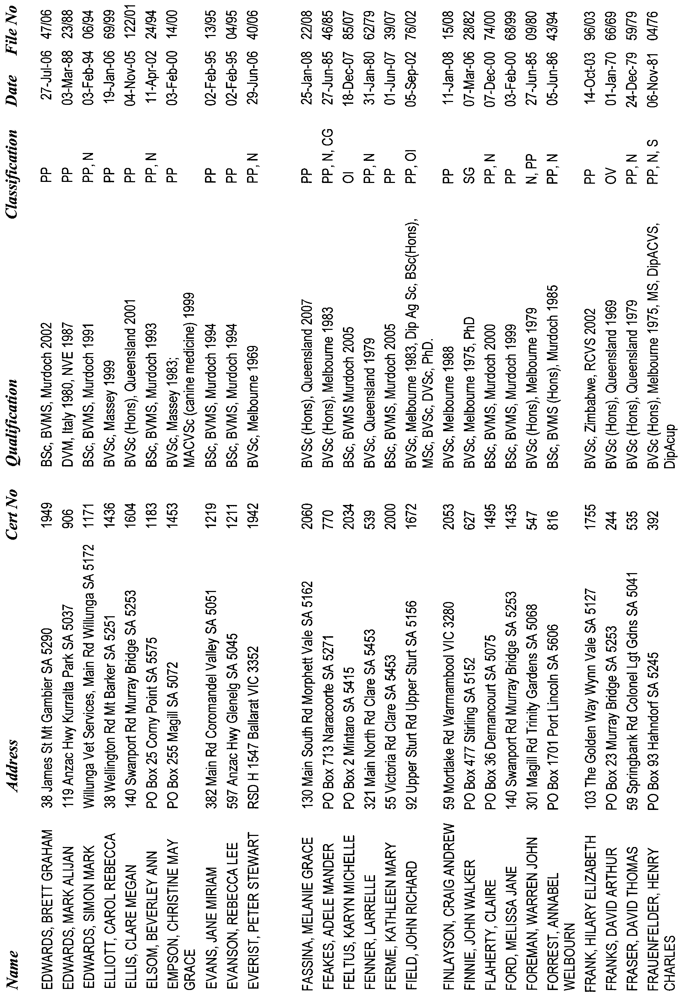 Name Address Cert No Qualification Classification Date File No
EDWARDS, BRETT GRAHAM 38 James St Mt Gambier SA 5290 1949 BSc, BVMS, Murdoch 2002 PP 27-Jul-06 47/06
EDWARDS, MARK ALIJAN 119 Anzac Hwy Kurralta Park SA 5037 906 DVM, Italy 1980, NVE 1987 PP 03-Mar-88 23/88
EDWARDS, SIMON MARK Willunga Vet Services, Main Rd Willunga SA 5172 1171 BSc, BVMS, Murdoch 1991 PP, N 03-Feb-94 06/94
ELLIOTT, CAROL REBECCA 38 Wellington Rd Mt Barker SA 5251 1436 BVSc, Massey 1999 PP 19-Jan-06 69/99
ELLIS, CLARE MEGAN 140 Swanport Rd Murray Bridge SA 5253 1604 BVSc (Hons), Queensland 2001 PP 04-Nov-05 122/01
ELSOM, BEVERLEY ANN PO Box 25 Corny Point SA 5575 1183 BSc, BVMS, Murdoch 1993 PP, N 11-Apr-02 24/94
EMPSON, CHRISTINE MAY PO Box 255 Magill SA 5072 1453 BVSc, Massey 1983; PP 03-Feb-00 14/00
GRACE MACVSc (canine medicine) 1999
EVANS, JANE MIRIAM 382 Main Rd Coromandel Valley SA 5051 1219 BSc, BVMS, Murdoch 1994 PP 02-Feb-95 13/95
EVANSON, REBECCA LEE 597 Anzac Hwy Glenelg SA 5045 1211 BSc, BVMS, Murdoch 1994 PP 02-Feb-95 04/95
EVERIST, PETER STEWART RSD H 1547 Ballarat VIC 3352 1942 BVSc, Melbourne 1969 PP, N 29-Jun-06 40/06
FASSINA, MELANIE GRACE 130 Main South Rd Morphett Vale SA 5162 2060 BVSc (Hons), Queensland 2007 PP 25-Jan-08 22/08
FEAKES, ADELE MANDER PO Box 713 Naracoorte SA 5271 770 BVSc (Hons), Melbourne 1983 PP, N, CG 27-Jun-85 46/85
FELTUS, KARYN MICHELLE PO Box 2 Mintaro SA 5415 2034 BSc, BVMS Murdoch 2005 OI 18-Dec-07 85/07
FENNER, LARRELLE 321 Main North Rd Clare SA 5453 539 BVSc, Queensland 1979 PP, N 31-Jan-80 62/79
FERME, KATHLEEN MARY 55 Victoria Rd Clare SA 5453 2000 BSc, BVMS, Murdoch 2005 PP 01-Jun-07 39/07
FIELD, JOHN RICHARD 92 Upper Sturt Rd Upper Sturt SA 5156 1672 BVSc, Melbourne 1983, Dip Ag Sc, BSc(Hons), PP, OI 05-Sep-02 76/02
MSc, BVSc, DVSc, PhD.
FINLAYSON, CRAIG ANDREW 59 Mortlake Rd Warrnambool VIC 3280 2053 BVSc, Melbourne 1988 PP 11-Jan-08 15/08
FINNIE, JOHN WALKER PO Box 477 Stirling SA 5152 627 BVSc, Melbourne 1975, PhD SG 07-Mar-06 28/82
FLAHERTY, CLAIRE PO Box 36 Dernancourt SA 5075 1495 BSc, BVMS, Murdoch 2000 PP, N 07-Dec-00 74/00
FORD, MELISSA JANE 140 Swanport Rd Murray Bridge SA 5253 1435 BSc, BVMS, Murdoch 1999 PP 03-Feb-00 68/99
FOREMAN, WARREN JOHN 301 Magill Rd Trinity Gardens SA 5068 547 BVSc (Hons), Melbourne 1979 N, PP 27-Jun-85 09/80
FORREST, ANNABEL PO Box 1701 Port Lincoln SA 5606 816 BSc, BVMS (Hons), Murdoch 1985 PP, N 05-Jun-86 43/94
WELBOURN
FRANK, HILARY ELIZABETH 103 The Golden Way Wynn Vale SA 5127 1755 BVSc, Zimbabwe, RCVS 2002 PP 14-Oct-03 96/03
FRANKS, DAVID ARTHUR PO Box 23 Murray Bridge SA 5253 244 BVSc (Hons), Queensland 1969 OV 01-Jan-70 66/69
FRASER, DAVID THOMAS 59 Springbank Rd Colonel Lgt Gdns SA 5041 535 BVSc (Hons), Queensland 1979 PP, N 24-Dec-79 59/79
FRAUENFELDER, HENRY PO Box 93 Hahndorf SA 5245 392 BVSc (Hons), Melbourne 1975, MS, DipACVS, PP, N, S 06-Nov-81 04/76
CHARLES DipAcup